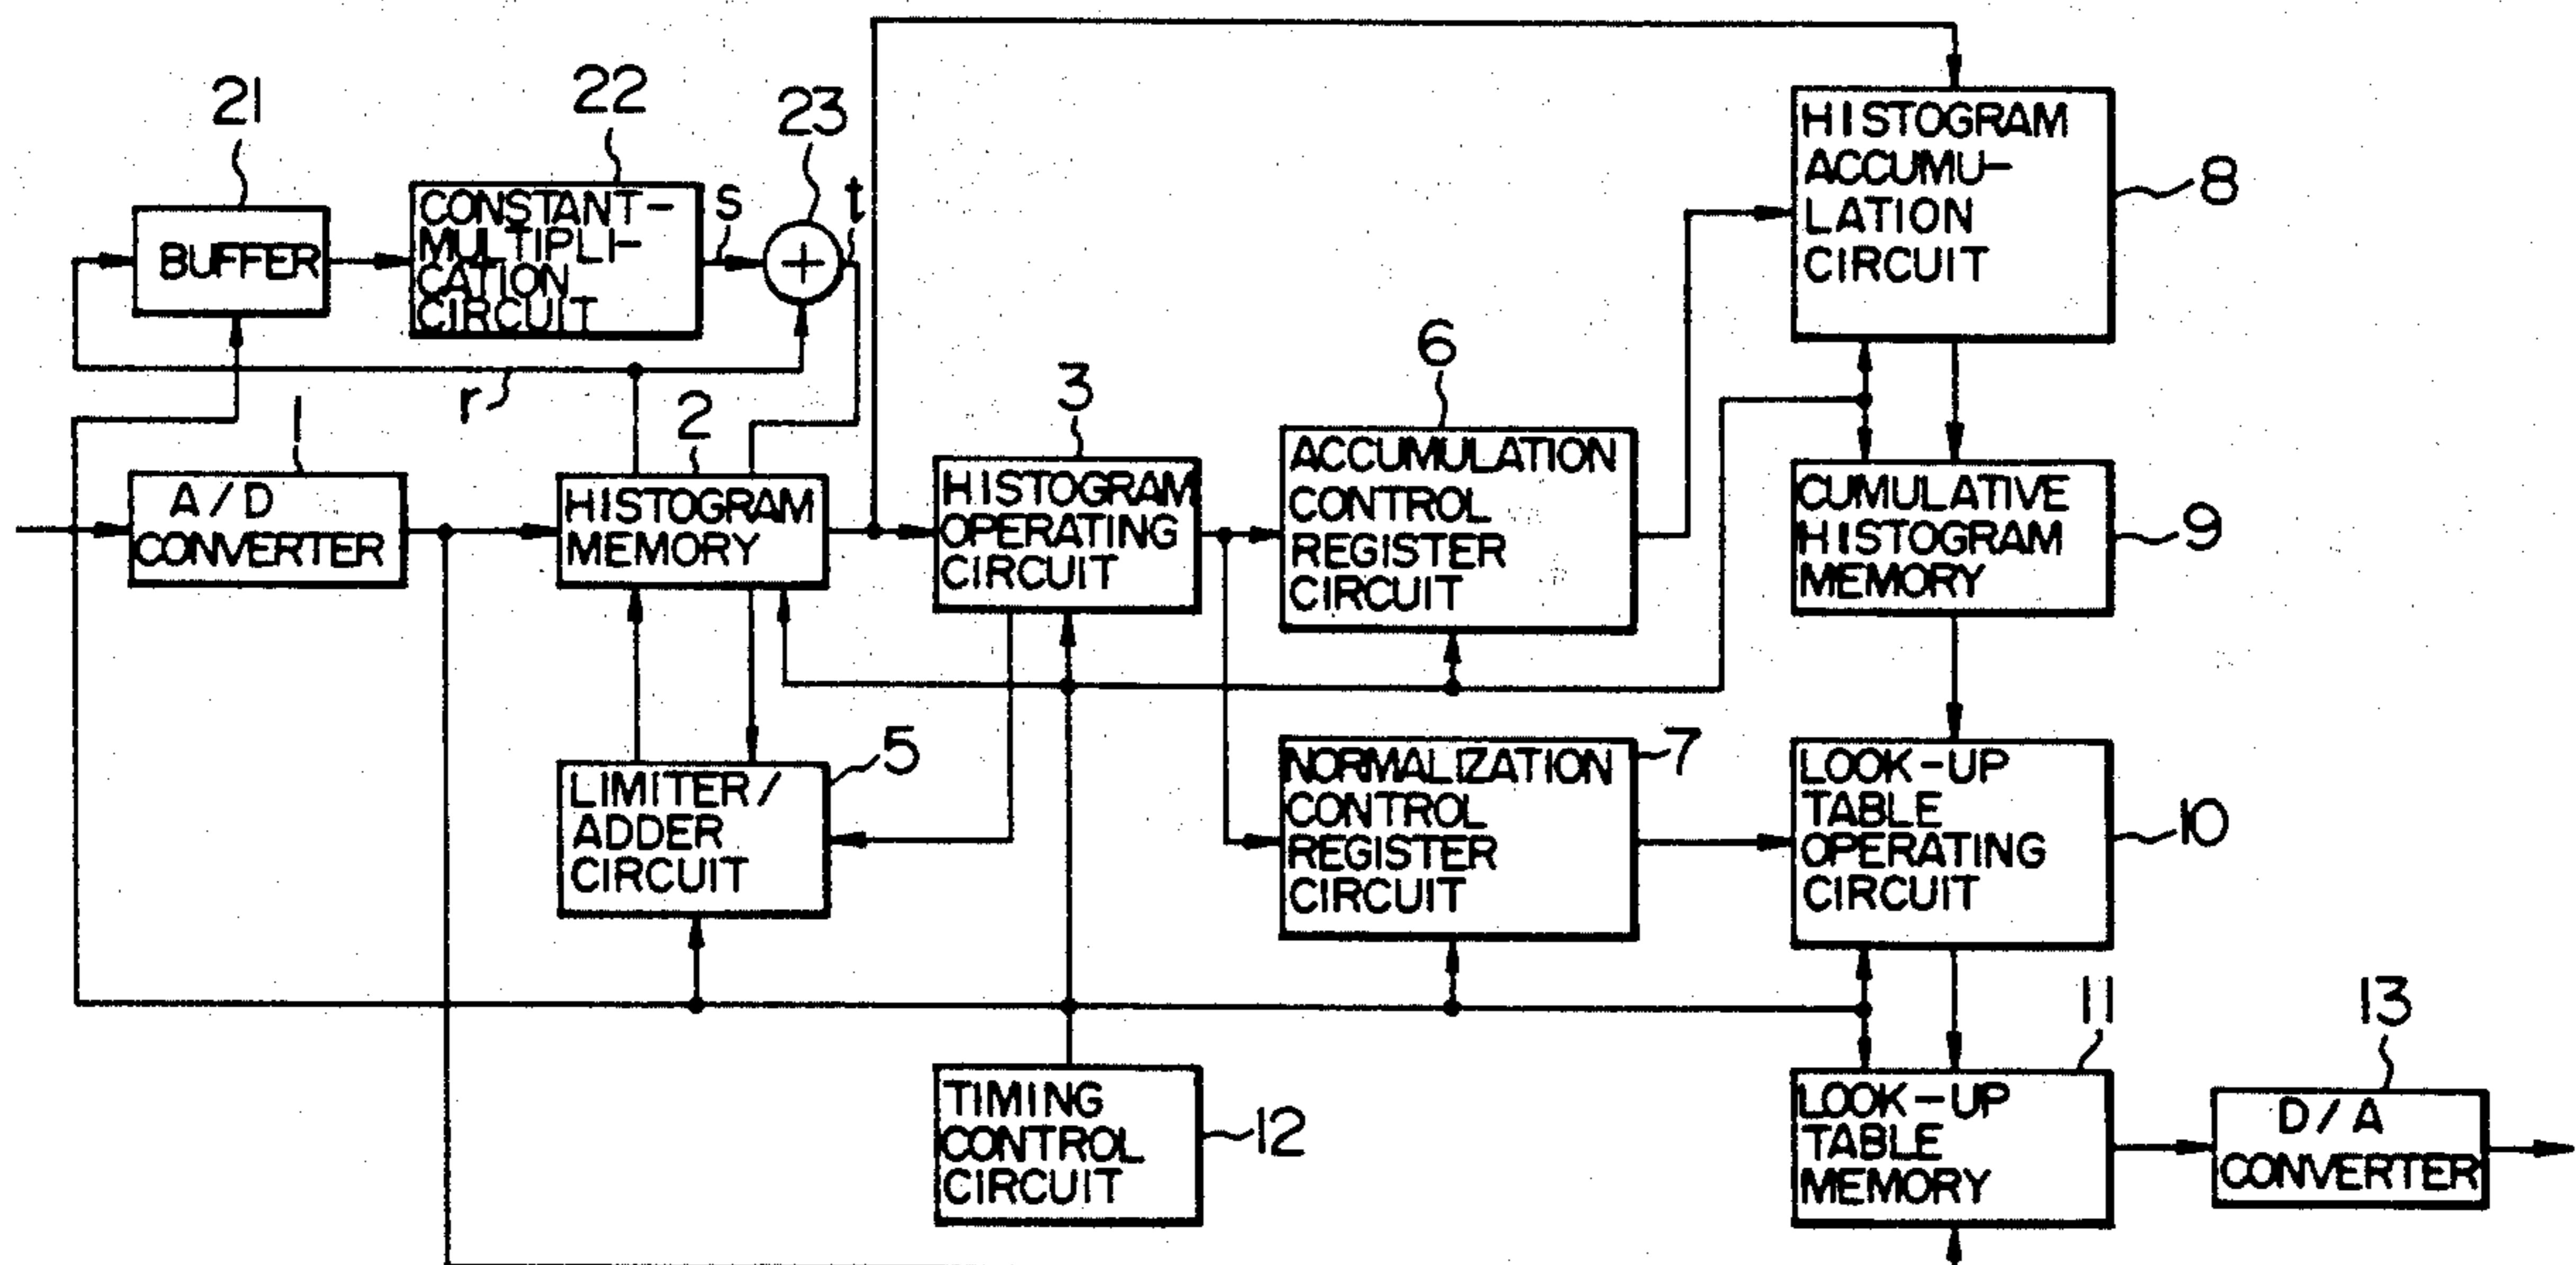 21
22
23
BUFFER
CONSTANT-
MULTIPLI-
CATION
CIRCUIT
s
t
r
1
A/D
CONVERTER
2
HISTOGRAM
MEMORY
3
HISTOGRAM
OPERATING
CIRCUIT
5
LIMITER/
ADDER
CIRCUIT
6
ACCUMULATION
CONTROL
REGISTER
CIRCUIT
7
NORMALIZATION
CONTROL
REGISTER
CIRCUIT
8
HISTOGRAM
ACCUMU-
LATION
CIRCUIT
9
CUMULATIVE
HISTOGRAM
MEMORY
10
LOOK-UP
TABLE
OPERATING
CIRCUIT
11
LOOK-UP
TABLE
MEMORY
12
TIMING
CONTROL
CIRCUIT
13
D/A
CONVERTER